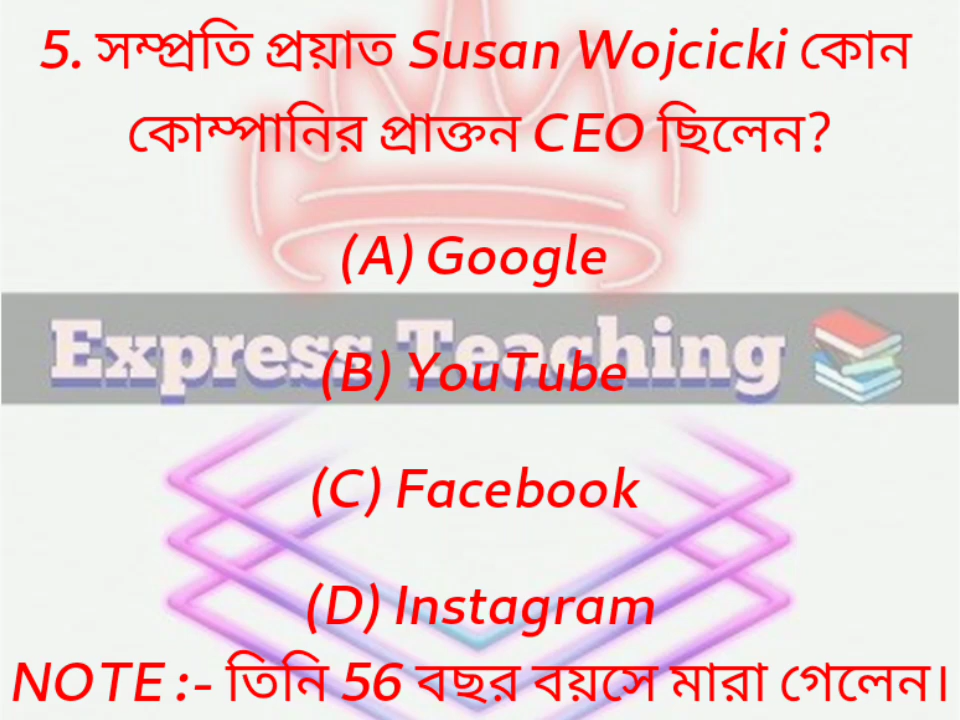 5. সম্প্রতি প্রয়াত Susan Wojcicki কোন
কোম্পানির প্রাক্তন CEO ছিলেন?
(A) Google
Express Teaching
(B) YouTube
(C) Facebook
(D) Instagram
NOTE :- তিনি 56 বছর বয়সে মারা গেলেন।